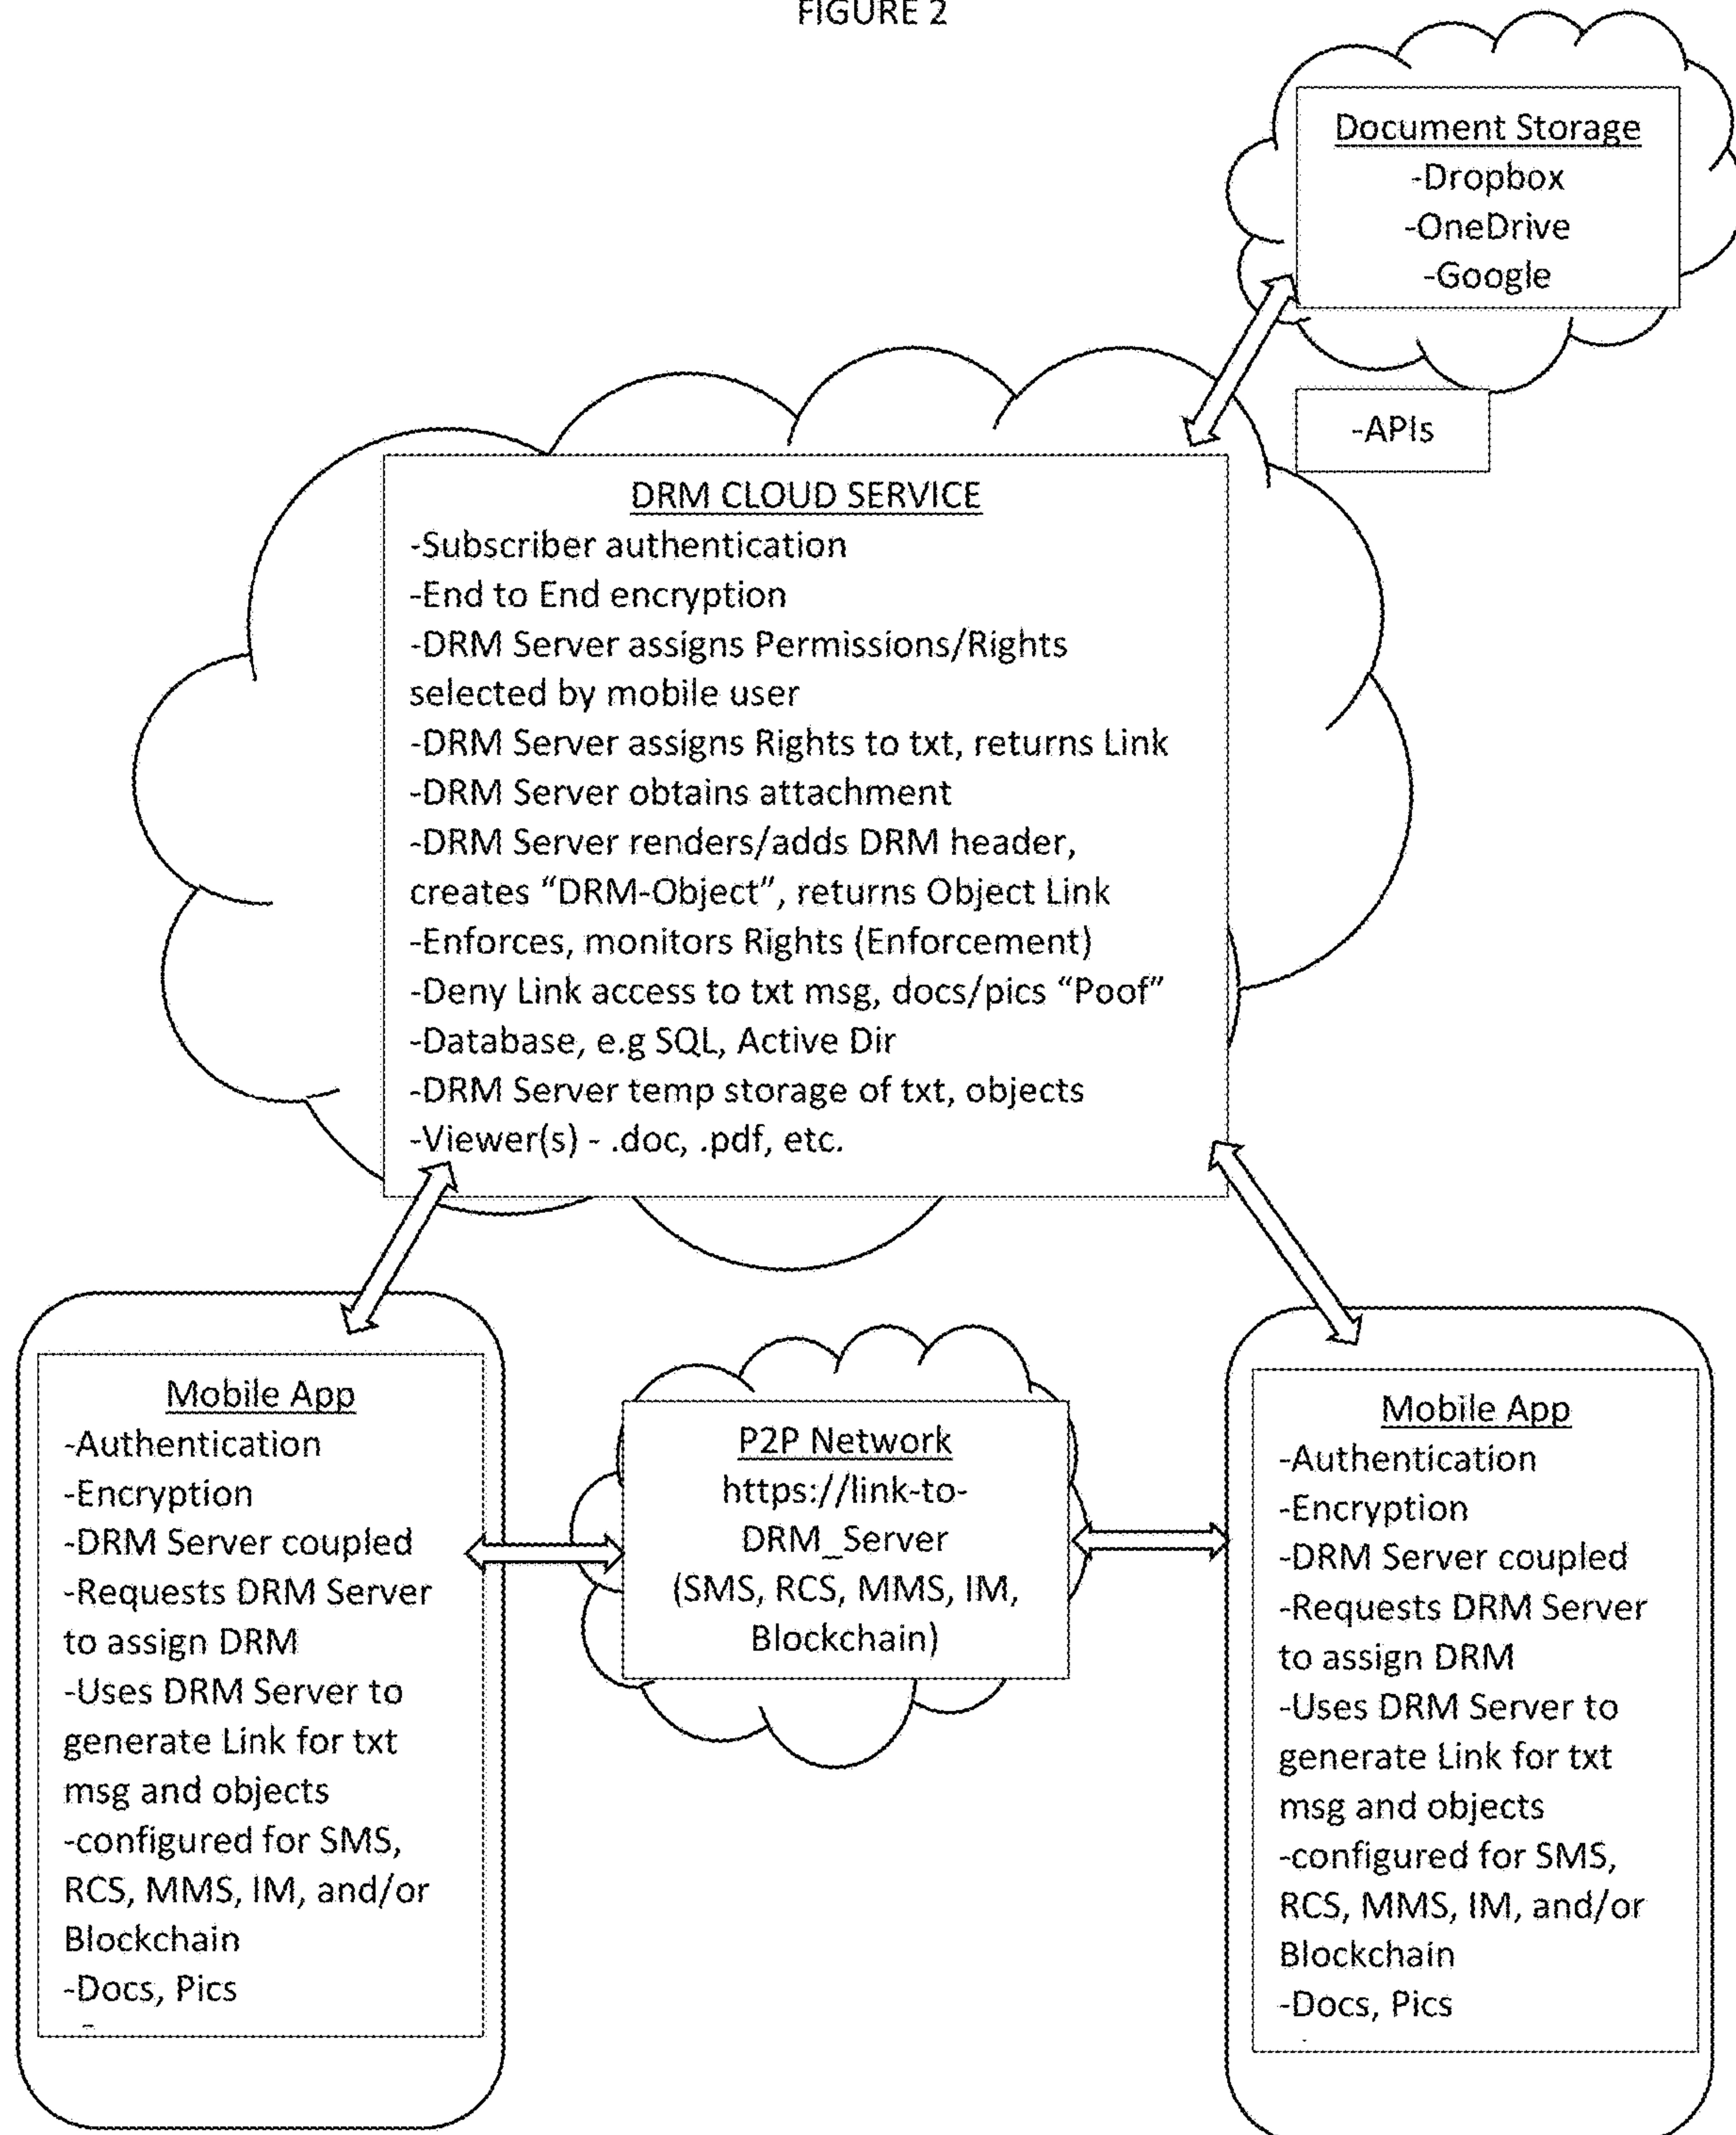 FIGURE 2
Document Storage
-Dropbox
-OneDrive
-Google
-APIs
DRM CLOUD SERVICE
-Subscriber authentication
-End to End encryption
-DRM Server assigns Permissions/Rights
selected by mobile user
-DRM Server assigns Rights to txt, returns Link
-DRM Server obtains attachment
-DRM Server renders/adds DRM header,
creates “DRM-Object”, returns Object Link
-Enforces, monitors Rights (Enforcement)
-Deny Link access to txt msg, docs/pics “Poof”
-Database, e.g SQL, Active Dir
-DRM Server temp storage of txt, objects
-Viewer(s) - .doc, .pdf, etc.
Mobile App
-Authentication
-Encryption
-DRM Server coupled
-Requests DRM Server
to assign DRM
-Uses DRM Server to
generate Link for txt
msg and objects
-configured for SMS,
RCS, MMS, IM, and/or
Blockchain
-Docs, Pics
-
P2P Network
https://link-to-
DRM_Server
(SMS, RCS, MMS, IM,
Blockchain)
Mobile App
-Authentication
-Encryption
-DRM Server coupled
-Requests DRM Server
to assign DRM
-Uses DRM Server to
generate Link for txt
msg and objects
-configured for SMS,
RCS, MMS, IM, and/or
Blockchain
-Docs, Pics